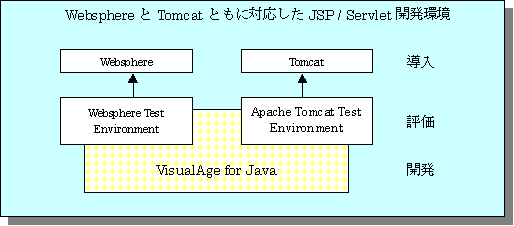 Websphere と Tomcat ともに対応した JSP / Servlet 開発環境
Websphere
Tomcat
導入
Websphere Test
Environment
Apache Tomcat Test
Environment
評価
VisualAge for Java
開発